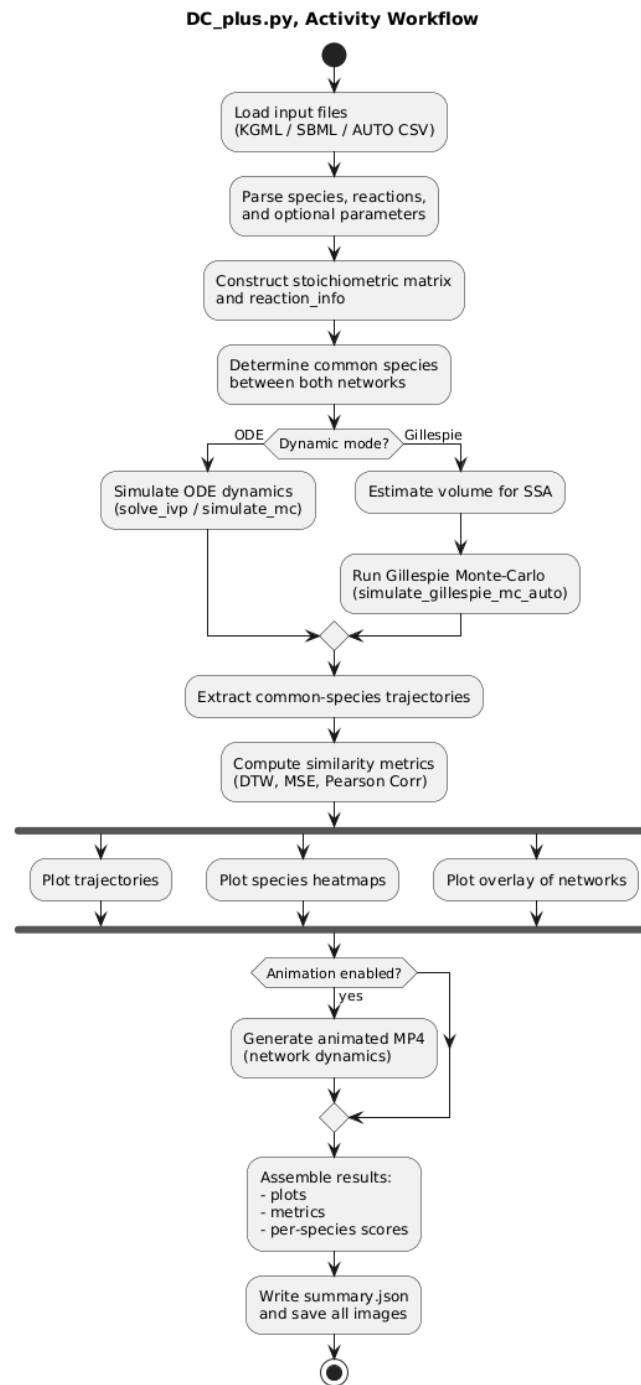 DC_plus.py, Activity Workflow
Load input files
(KGML / SBML / AUTO CSV)
Parse species, reactions,
and optional parameters
Construct stoichiometric matrix
and reaction_info
Determine common species
between both networks
ODE
Dynamic mode?
Gillespie
Simulate ODE dynamics
(solve_ivp / simulate_mc)
Estimate volume for SSA
Run Gillespie Monte-Carlo
(simulate_gillespie_mc_auto)
Extract common-species trajectories
Compute similarity metrics
(DTW, MSE, Pearson Corr)
Plot trajectories
Plot species heatmaps
Plot overlay of networks
Animation enabled?
yes
Generate animated MP4
(network dynamics)
Assemble results:
- plots
- metrics
- per-species scores
Write summary.json
and save all images